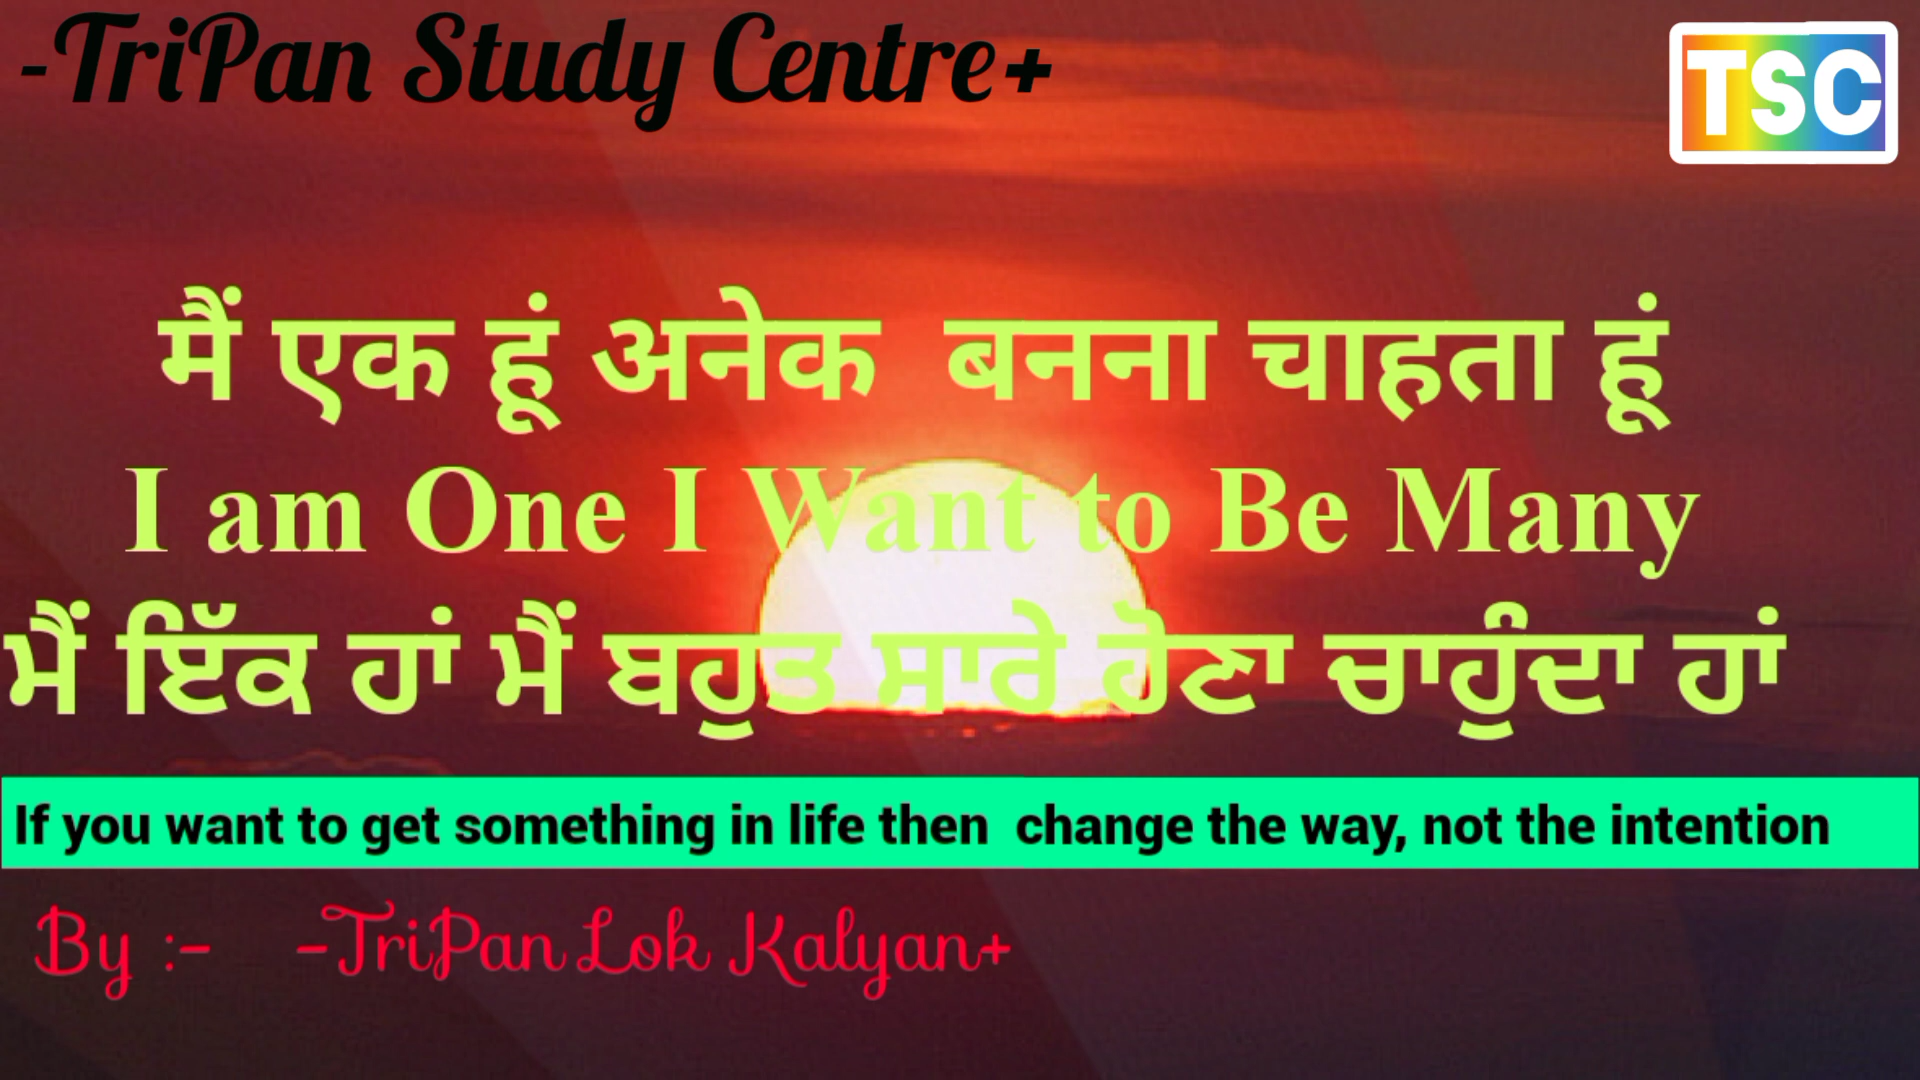 -TriPan Study Centre+
TSC
मैं एक हूं अनेक  बनना चाहता हूं
I am One I Want to Be Many
ਮੈਂ ਇੱਕ ਹਾਂ ਮੈਂ ਬਹੁਤ ਸਾਰੇ ਹੋਣਾ ਚਾਹੁੰਦਾ ਹਾਂ
If you want to get something in life then  change the way, not the intention
By :-    -TriPan Lok Kalyan+